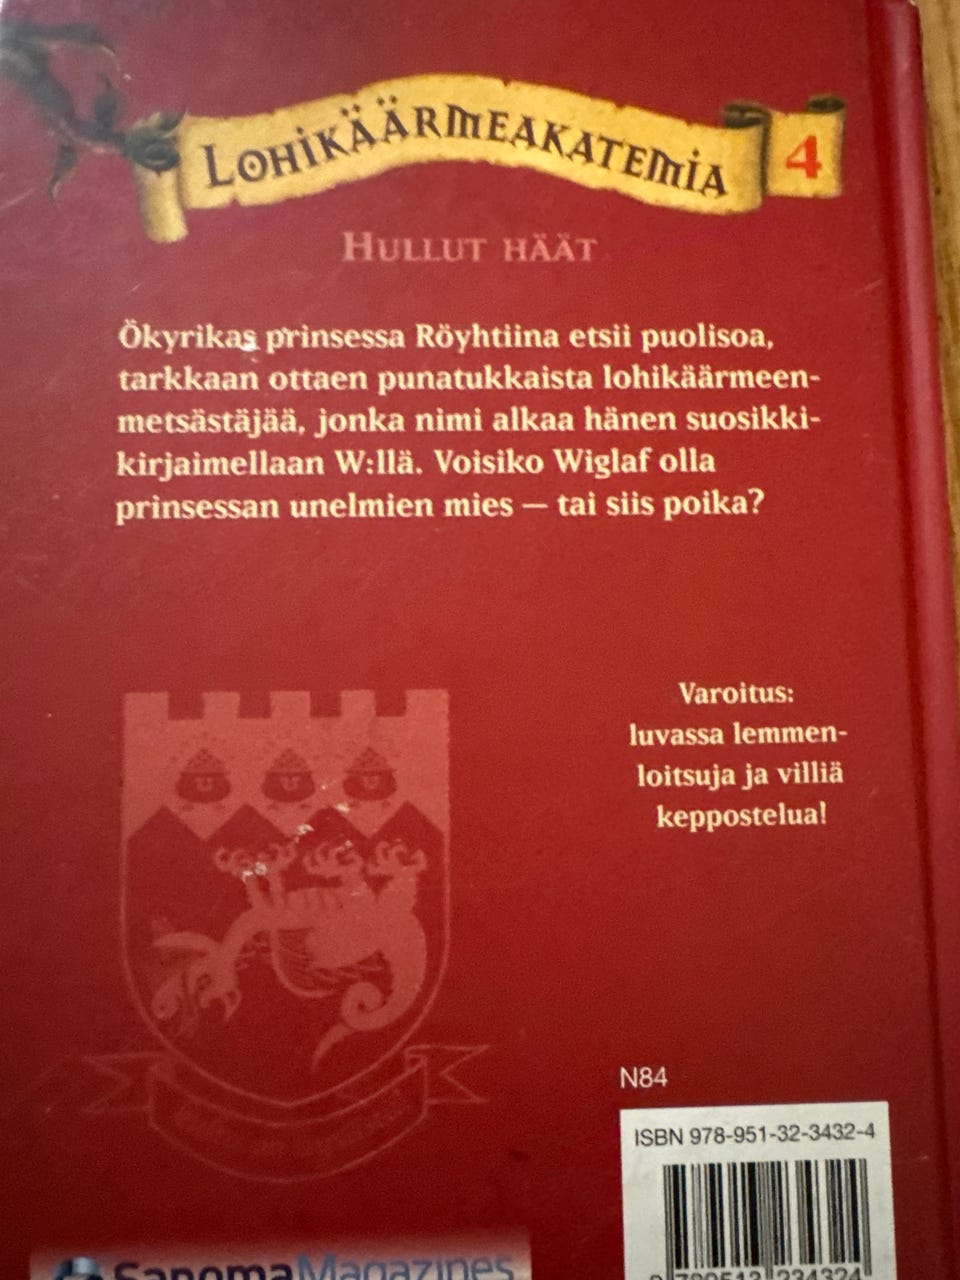 LOHIKÄÄRMEAKATEMIA 4
HULLUT HÄÄT
Ökyrikas prinsessa Röyhtiina etsii puolisoa,
tarkkaan ottaen punatukkaista lohikäärmeen-
metsästäjää, jonka nimi alkaa hänen suosikki-
kirjaimellaan W:llä. Voisiko Wiglaf olla
prinsessan unelmien mies — tai siis poika?
Varoitus:
luvassa lemmen-
loitsuja ja villiä
keppostelua!
N84
ISBN 978-951-32-3432-4
SanomaMagazines